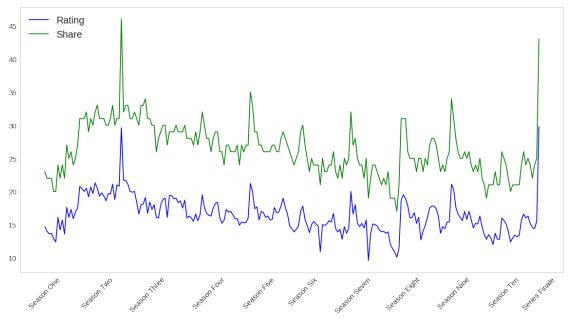 Rating
Share
45
40
35
30
25
20
15
10
Season One
Season Two
Season Three
Season Four
Season Five
Season Six
Season Seven
Season Eight
Season Nine
Season Ten
Series Finale